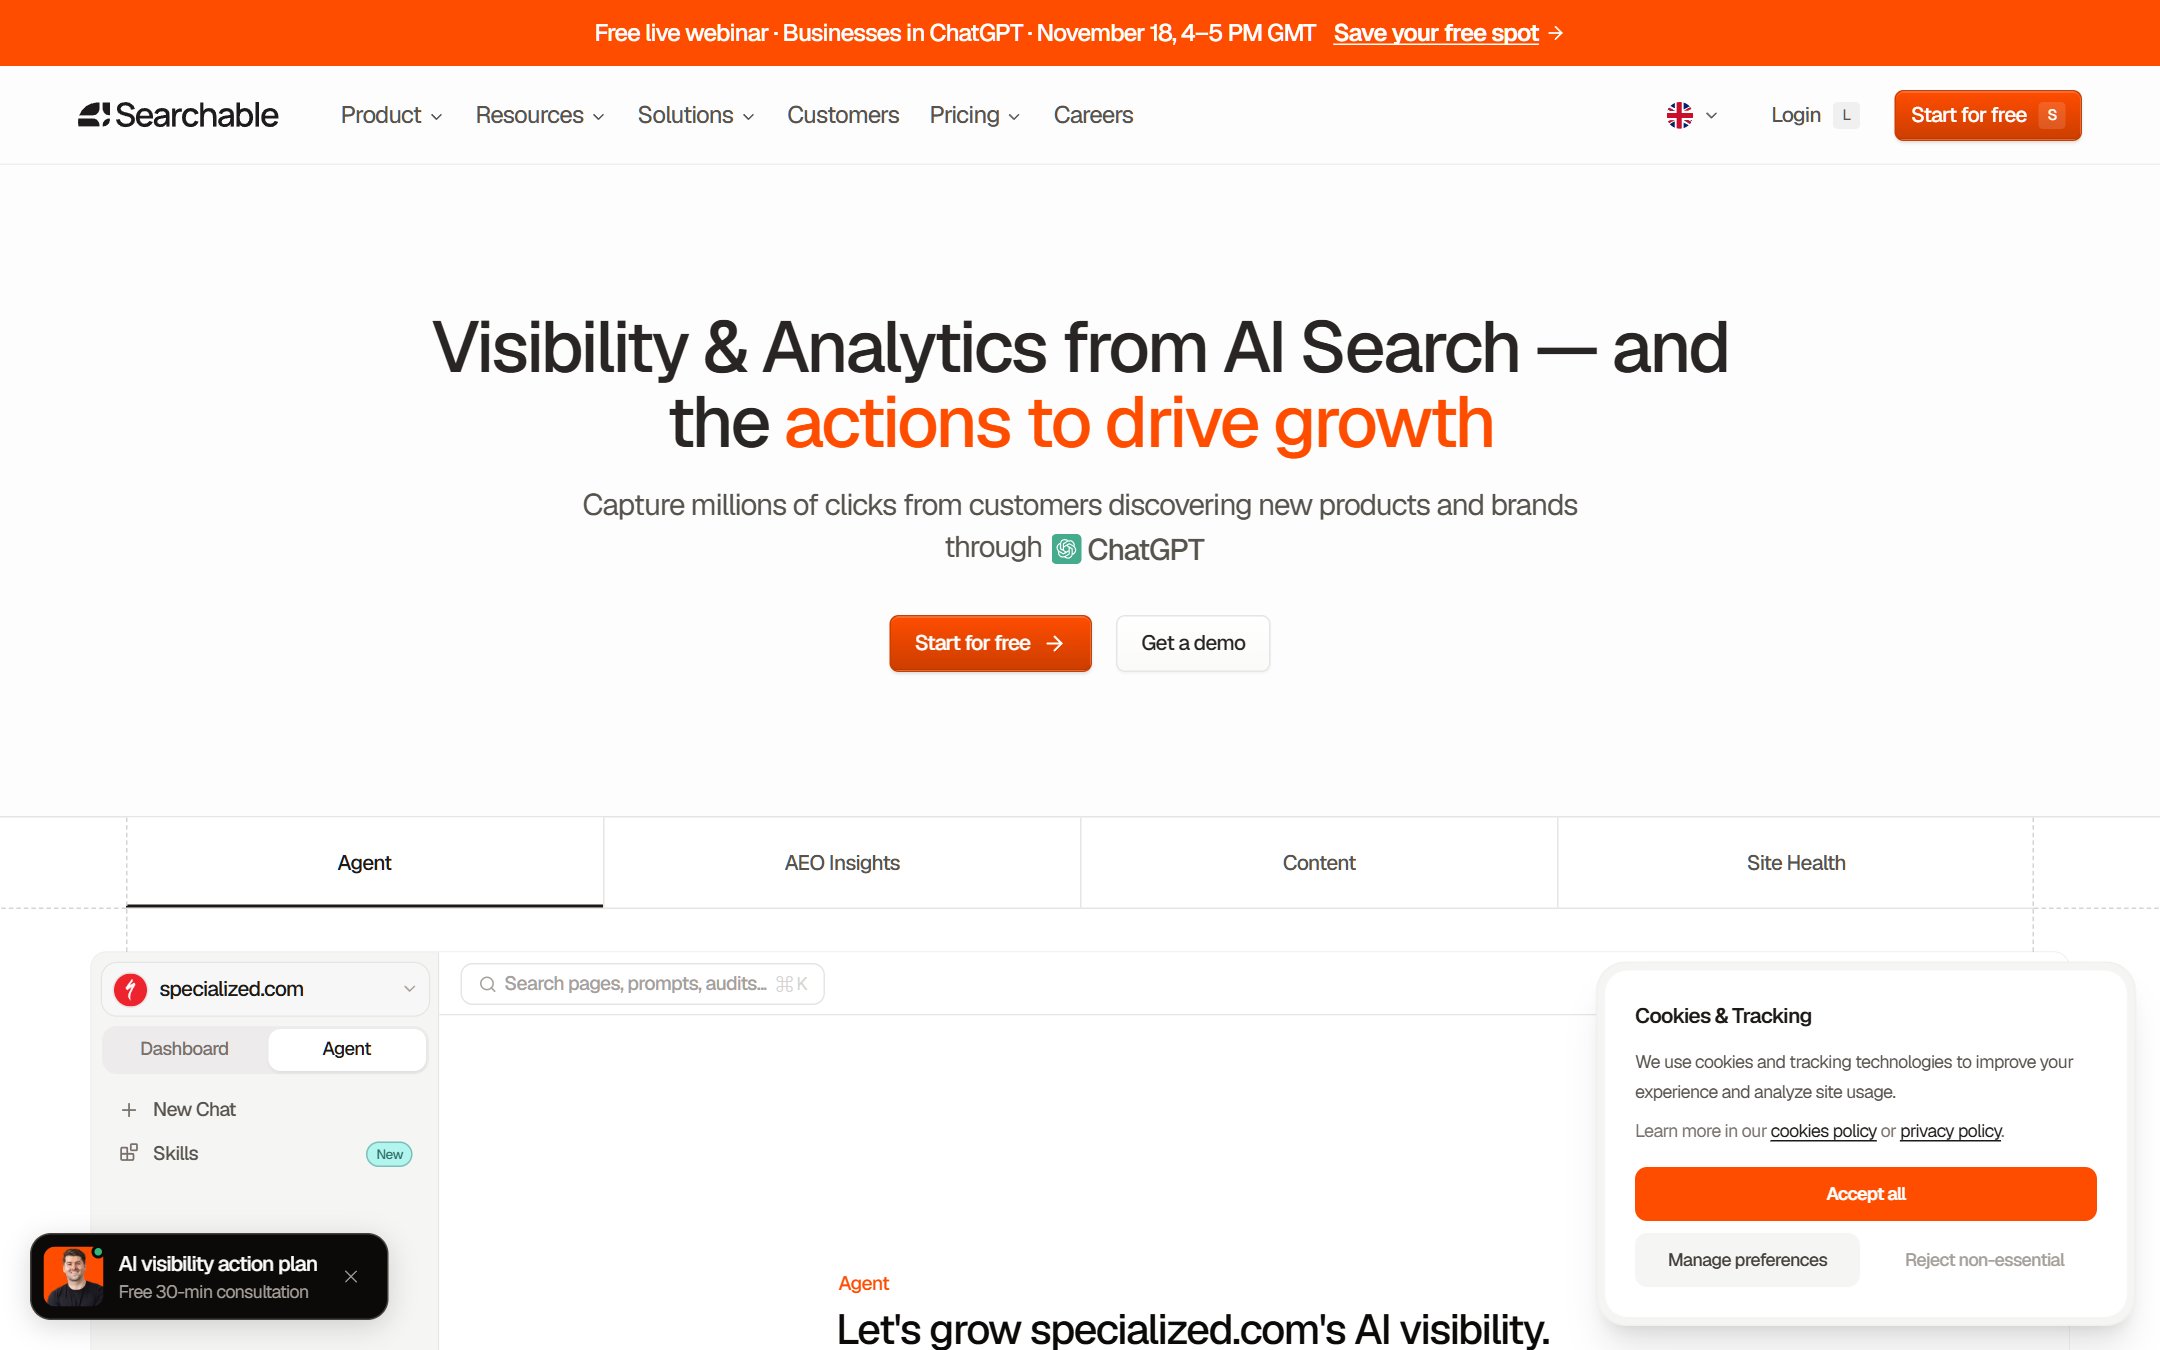 Free live webinar · Businesses in ChatGPT · November 18, 4–5 PM GMT Save your free spot →
Searchable
Product
Resources
Solutions
Customers
Pricing
Careers
Login L
Start for free S
Visibility & Analytics from AI Search — and
the actions to drive growth
Capture millions of clicks from customers discovering new products and brands
through ChatGPT
Start for free →
Get a demo
Agent
AEO Insights
Content
Site Health
specialized.com
Search pages, prompts, audits... ⌘K
Dashboard
Agent
New Chat
Skills
New
Agent
Let's grow specialized.com's AI visibility.
AI visibility action plan
Free 30-min consultation
Cookies & Tracking
We use cookies and tracking technologies to improve your
experience and analyze site usage.
Learn more in our cookies policy or privacy policy.
Accept all
Manage preferences
Reject non-essential